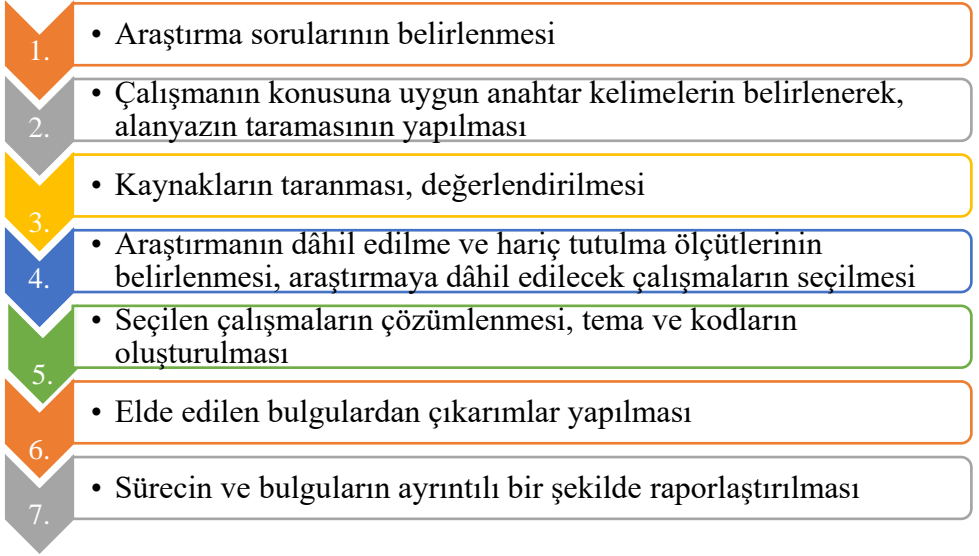 1.
• Araştırma sorularının belirlenmesi
2.
• Çalışmanın konusuna uygun anahtar kelimelerin belirlenerek,
alanyazın taramasının yapılması
3.
• Kaynakların taranması, değerlendirilmesi
4.
• Araştırmanın dâhil edilme ve hariç tutulma ölçütlerinin
belirlenmesi, araştırmaya dâhil edilecek çalışmaların seçilmesi
5.
• Seçilen çalışmaların çözümlenmesi, tema ve kodların
oluşturulması
6.
• Elde edilen bulgulardan çıkarımlar yapılması
7.
• Sürecin ve bulguların ayrıntılı bir şekilde raporlaştırılması